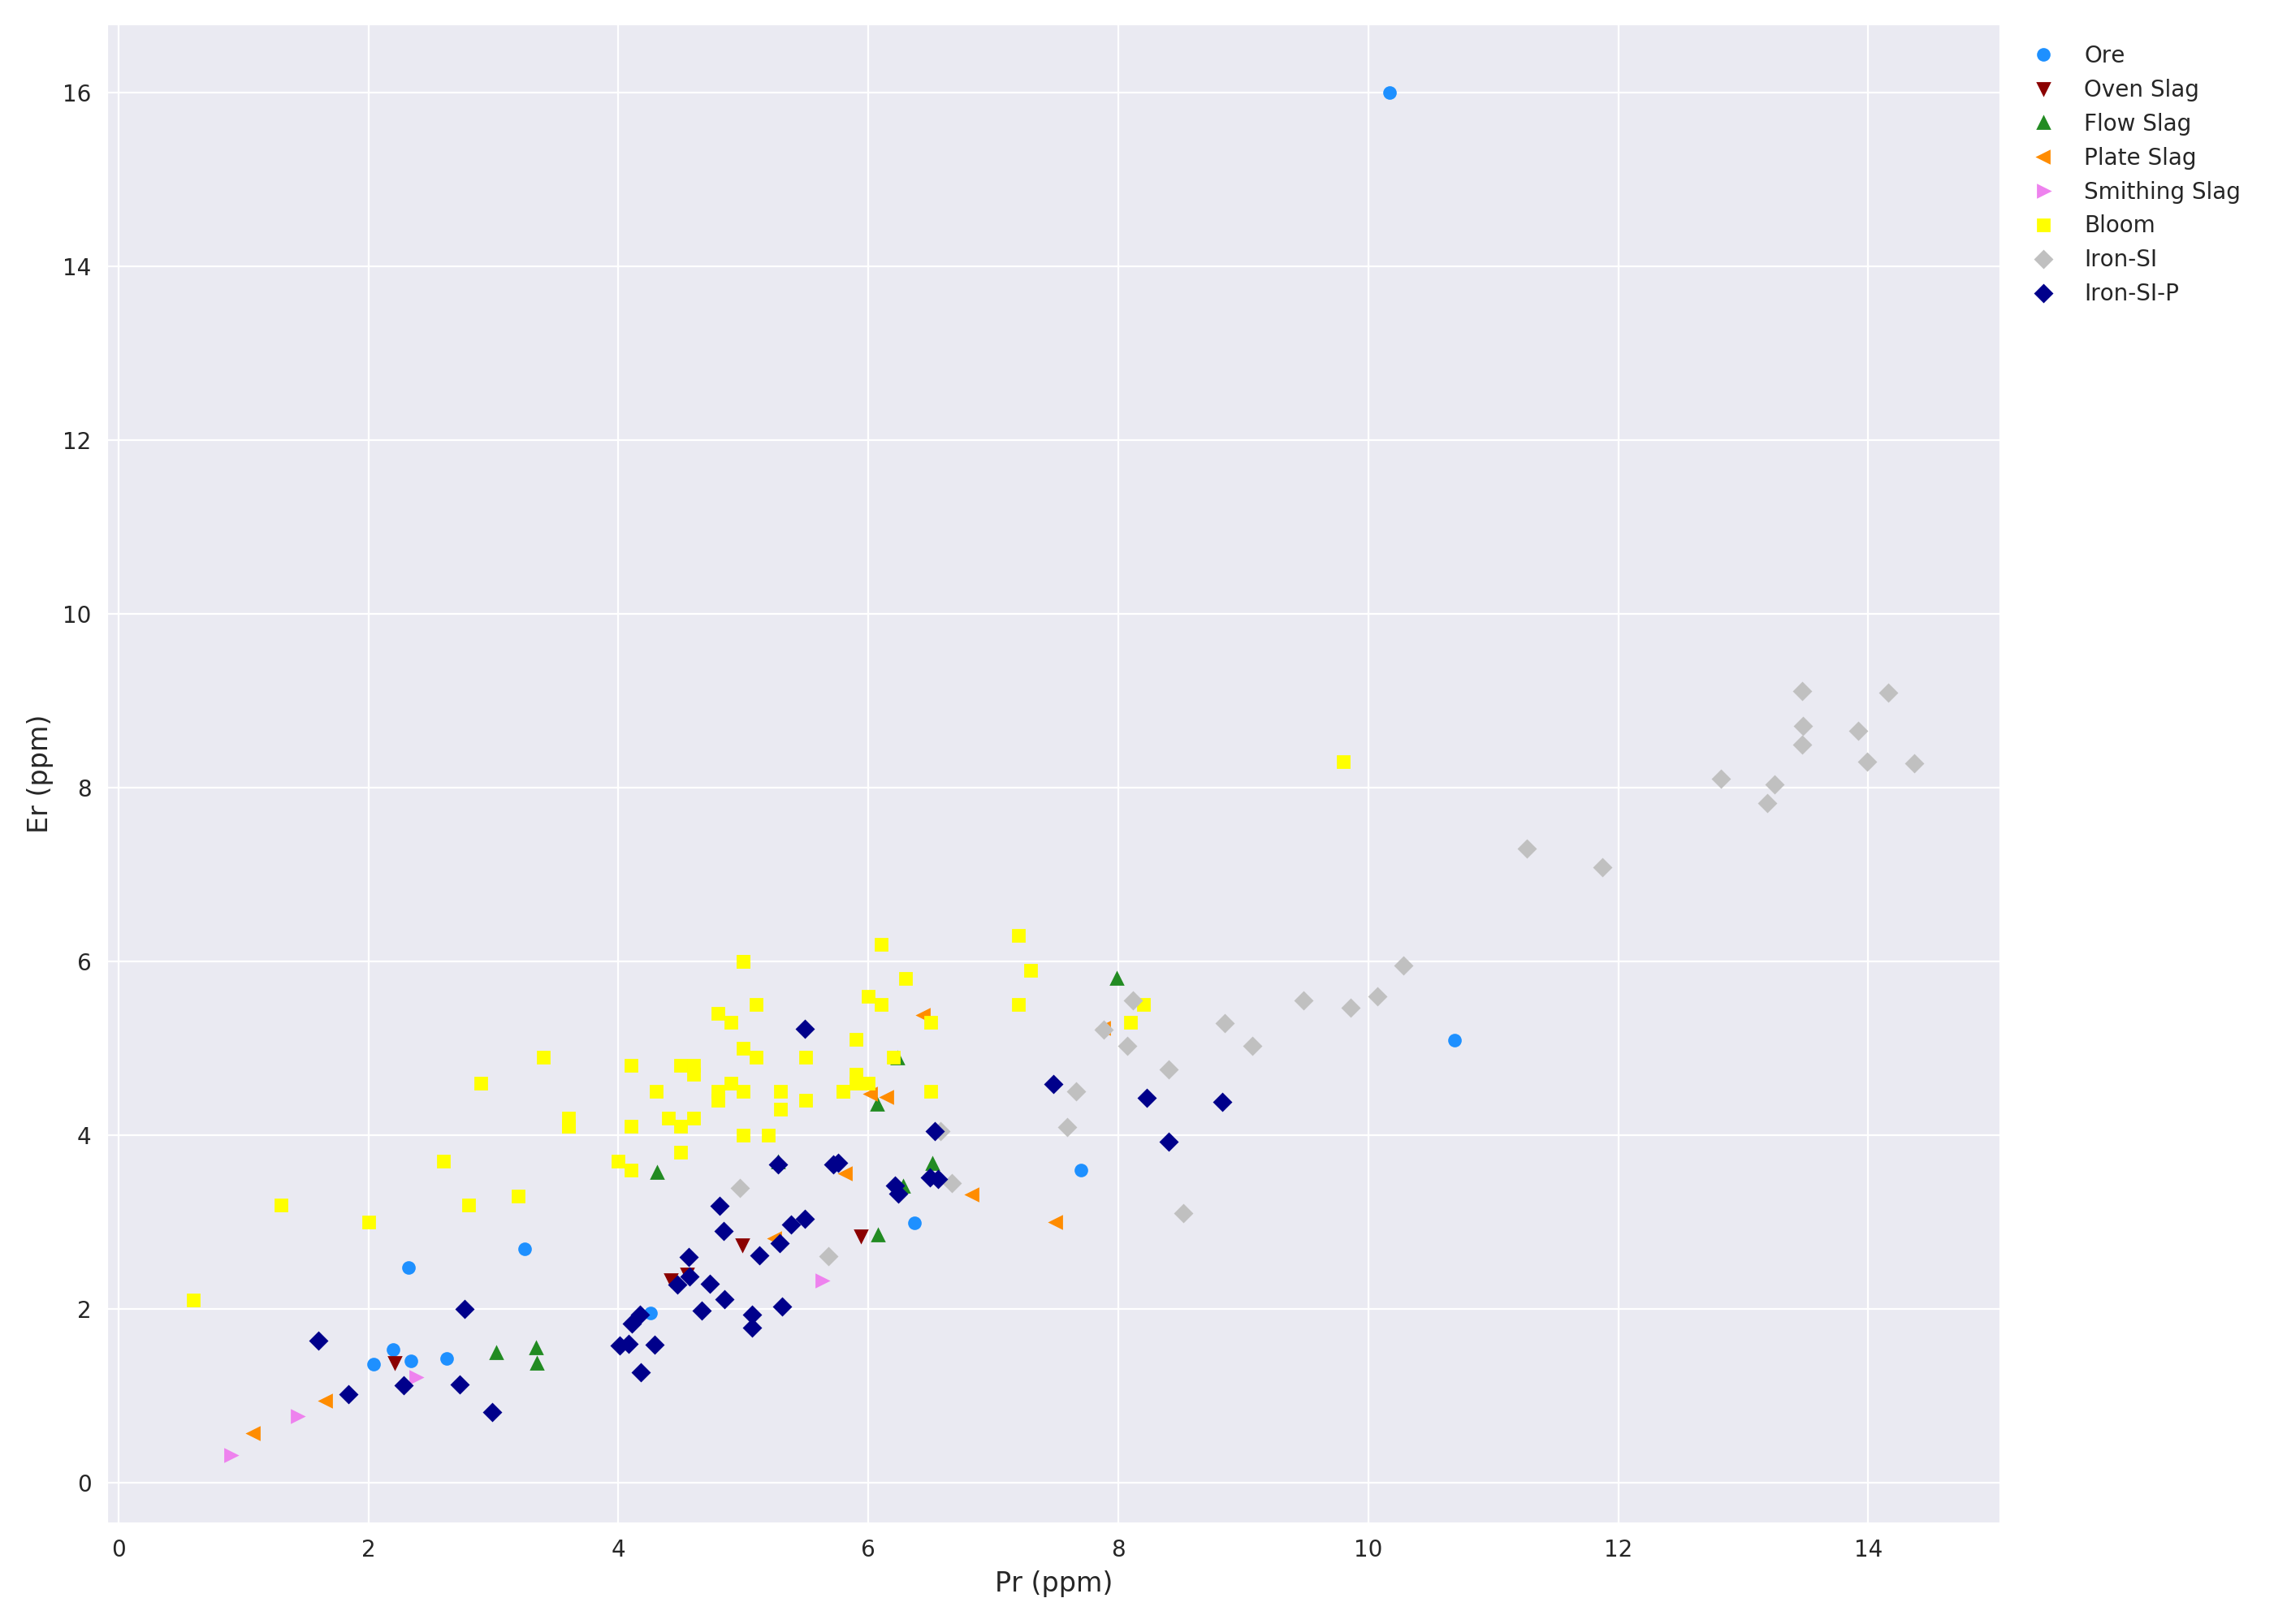 Ore
Oven Slag
Flow Slag
Plate Slag
Smithing Slag
Bloom
Iron-SI
Iron-SI-P
16
14
12
10
8
6
4
2
0
Er (ppm)
0 2 4 6 8 10 12 14
Pr (ppm)